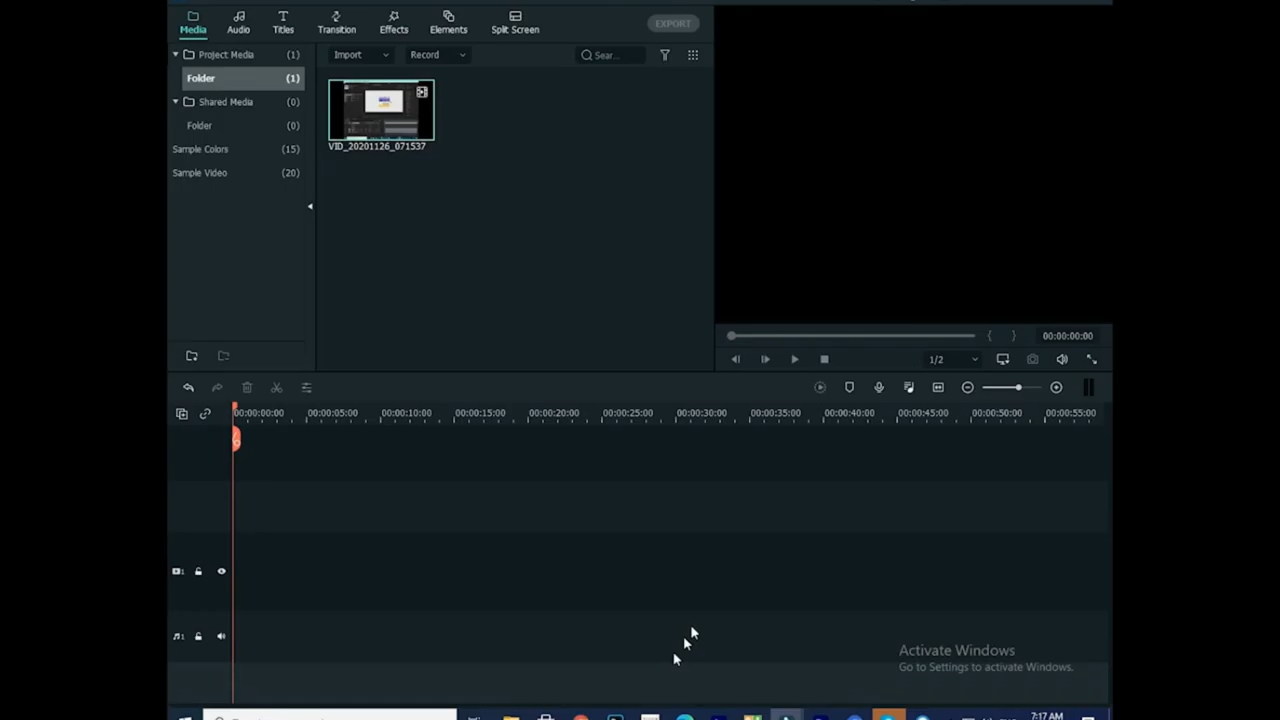 Media Audio Titles Transition Effects Elements Split Screen EXPORT
Project Media (1)
Folder (1)
Shared Media (0)
Folder (0)
Sample Colors (15)
Sample Video (20)
Import Record Sear...
VID_20201126_071537
00:00:00:00
1/2
00:00:00:00 00:00:05:00 00:00:10:00 00:00:15:00 00:00:20:00 00:00:25:00 00:00:30:00 00:00:35:00 00:00:40:00 00:00:45:00 00:00:50:00 00:00:55:00
1
1
Activate Windows
Go to Settings to activate Windows.
7:17 AM